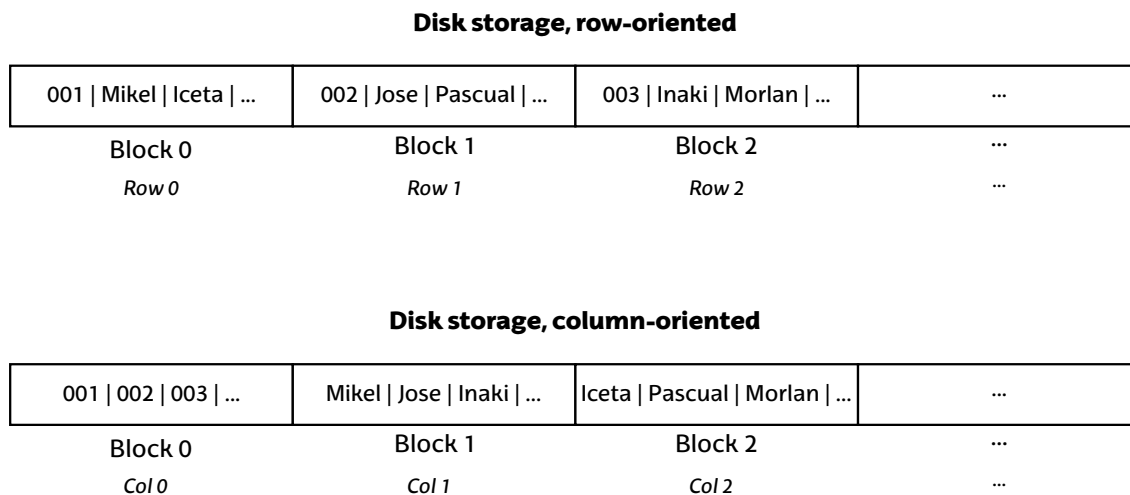 Disk storage, row-oriented
001 | Mikel | Iceta | ... 002 | Jose | Pascual | ... 003 | Inaki | Morlan | ... ...
Block 0 Block 1 Block 2 ...
Row 0 Row 1 Row 2 ...
Disk storage, column-oriented
001 | 002 | 003 | ... Mikel | Jose | Inaki | ... Iceta | Pascual | Morlan | ... ...
Block 0 Block 1 Block 2 ...
Col 0 Col 1 Col 2 ...